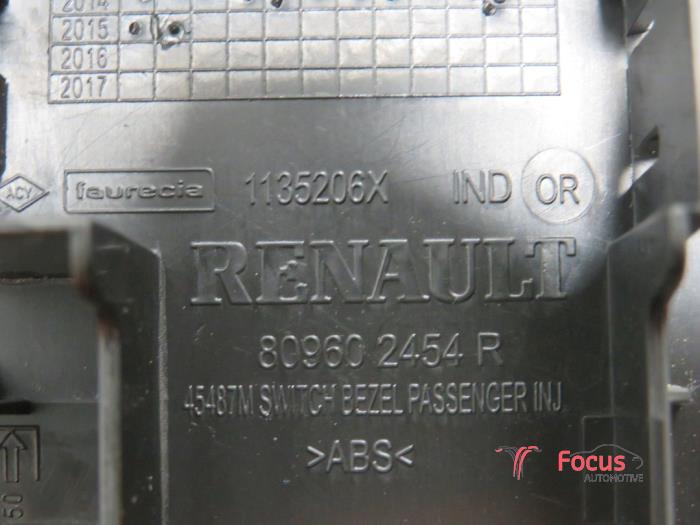 2014
2015
2016
2017
ACY faurecia 1135206X IND OR
RENAULT
80960 2454 R
45487M SWITCH BEZEL PASSENGER INJ
>ABS<
50
Focus
AUTOMOTIVE